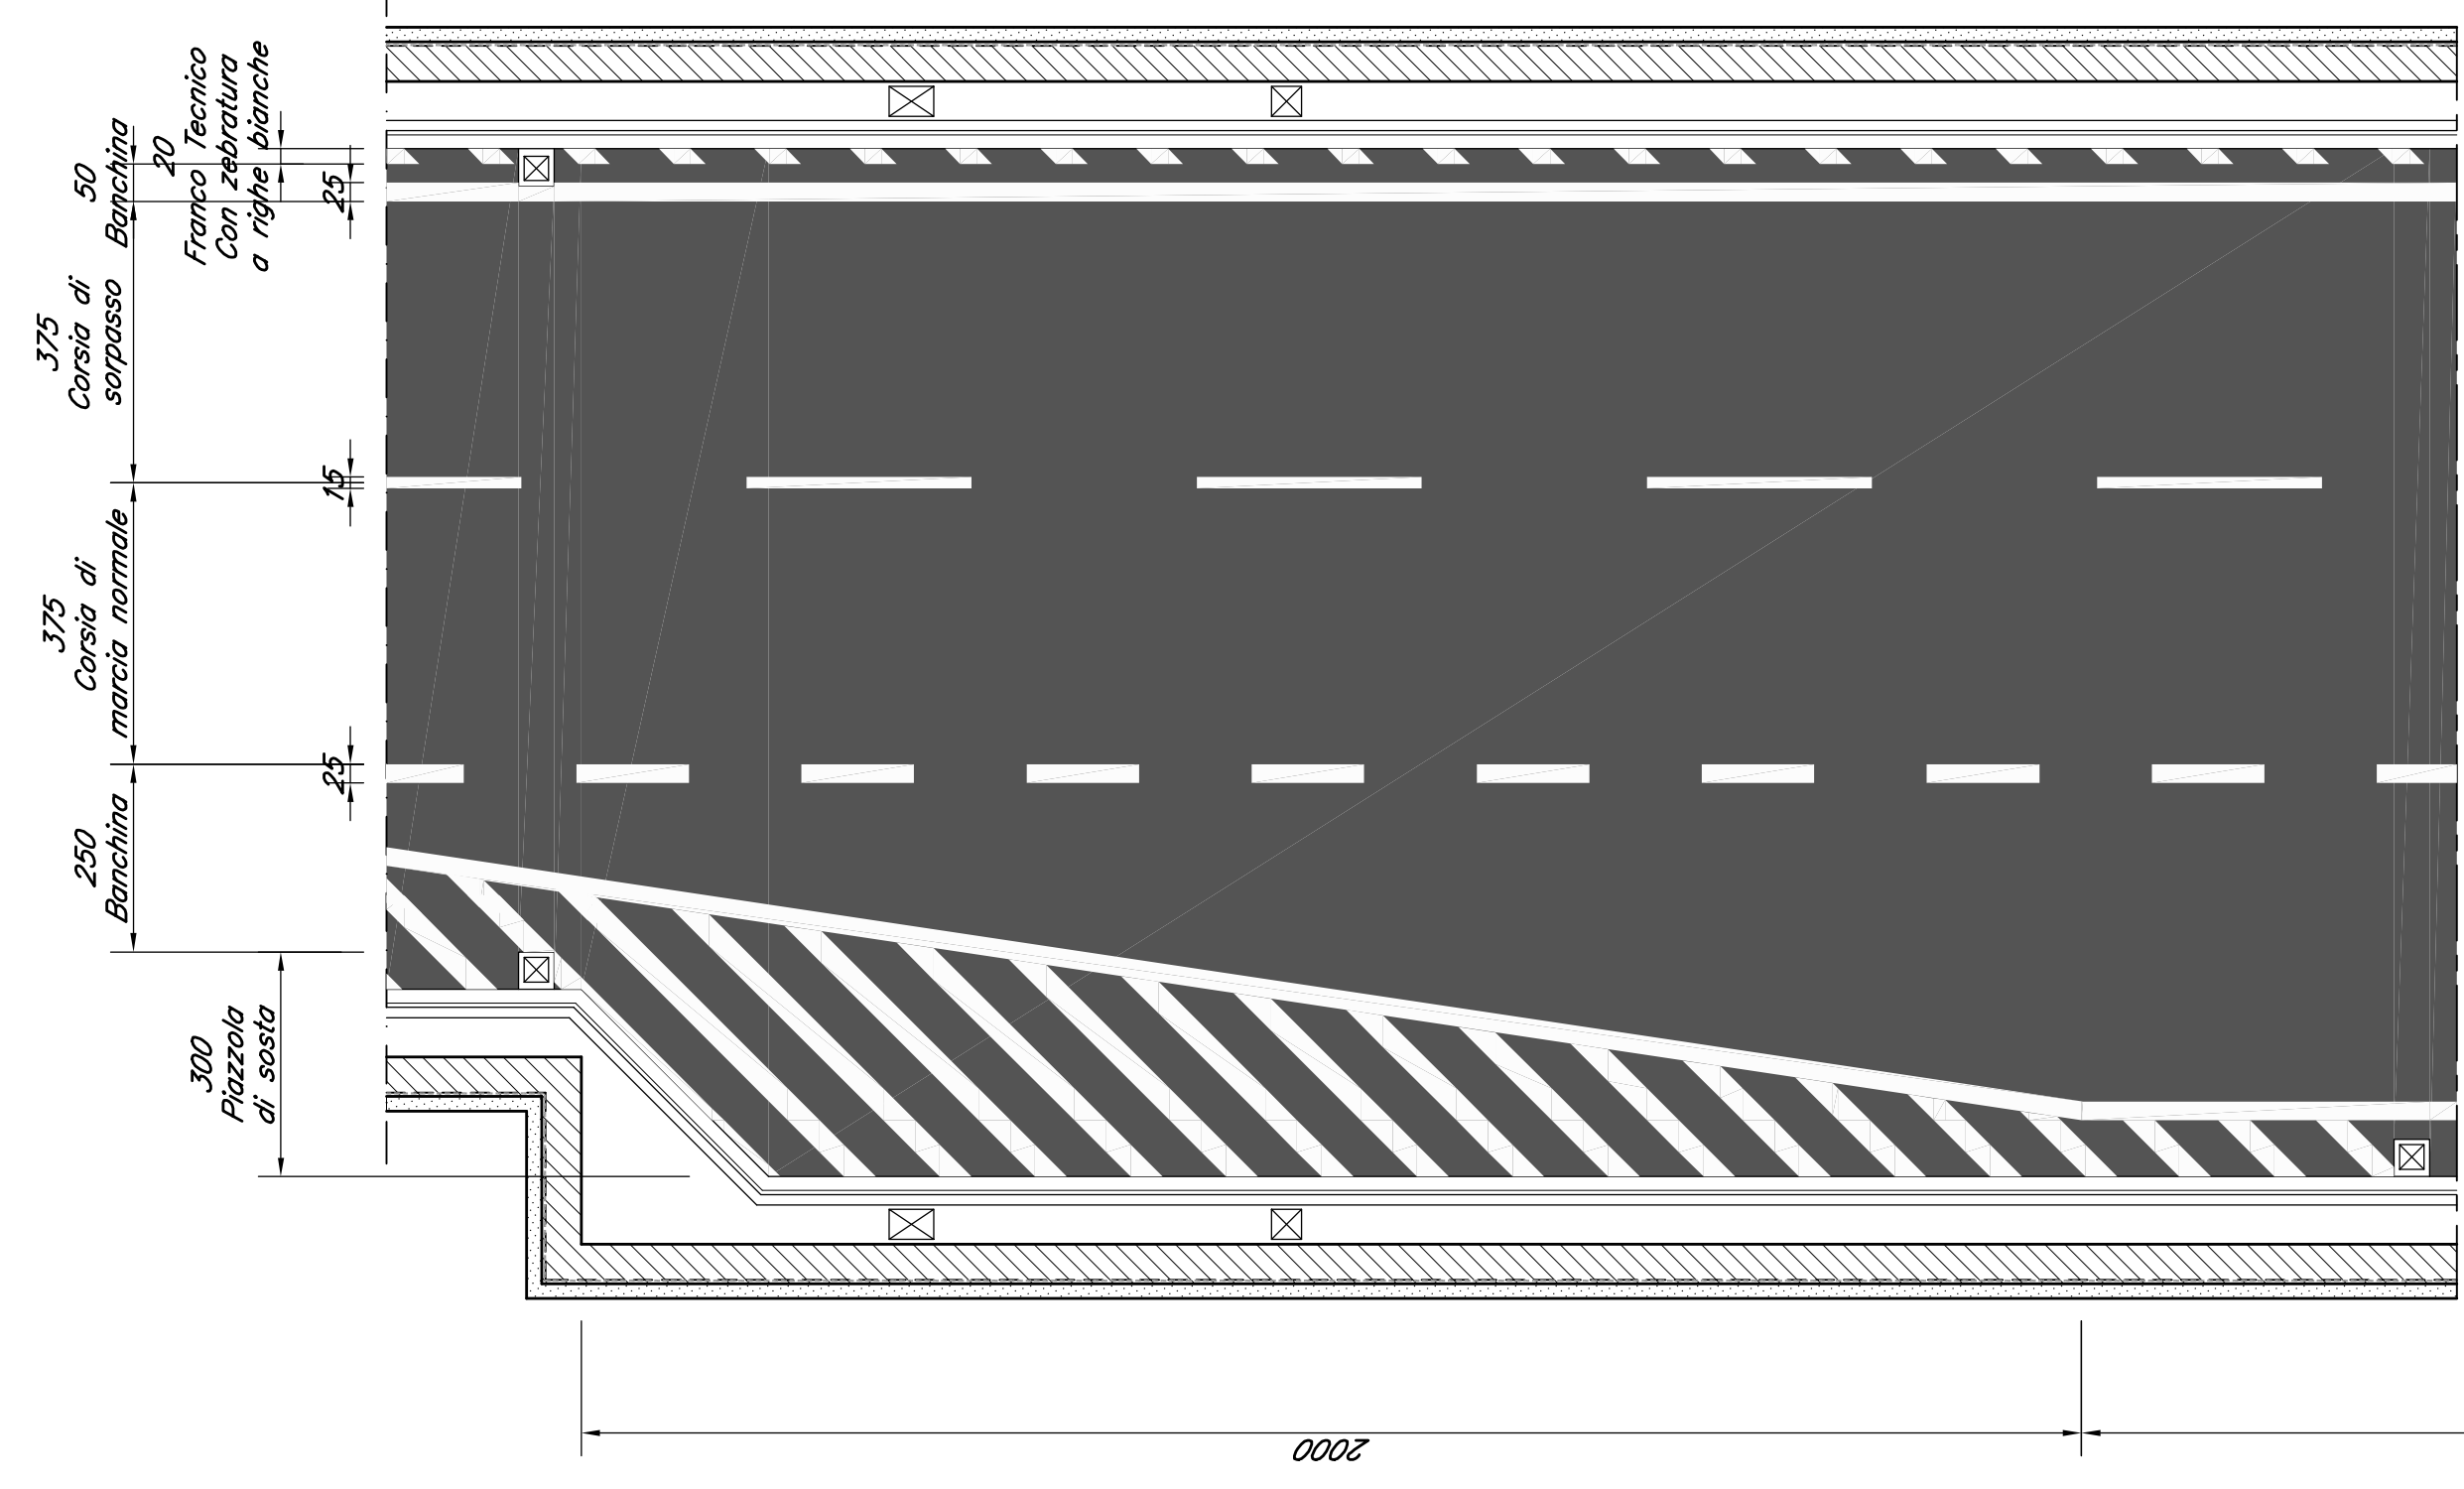 50
Banchina
20
Franco Tecnico
Con zebratura
a righe bianche
25
375
Corsia di
sorpasso
15
375
Corsia di
marcia normale
25
250
Banchina
300
Piazzola
di sosta
2000